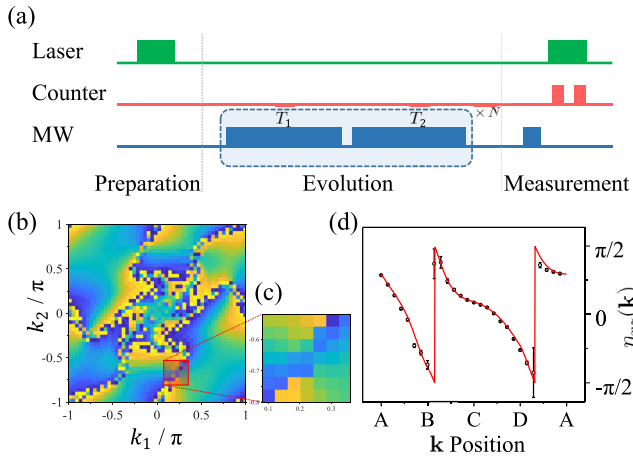 (a)
Laser
Counter
MW
T₁
T₂
× N
Preparation
Evolution
Measurement
(b)
1
0.5
0
-0.5
-1
k₂ / π
-1
-0.5
0
0.5
1
k₁ / π
(c)
-0.6
-0.7
-0.8
0.1
0.2
0.3
(d)
π/2
0
-π/2
A
B
C
D
A
k Position